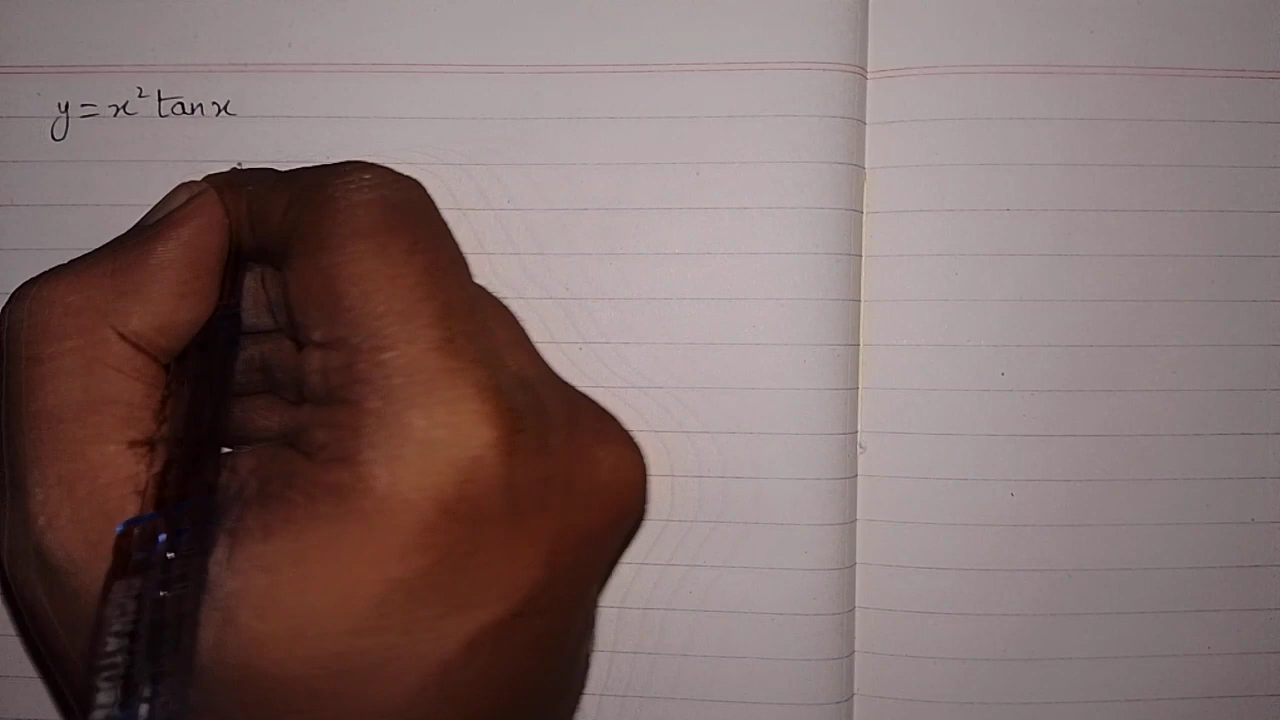 y = x² tan x